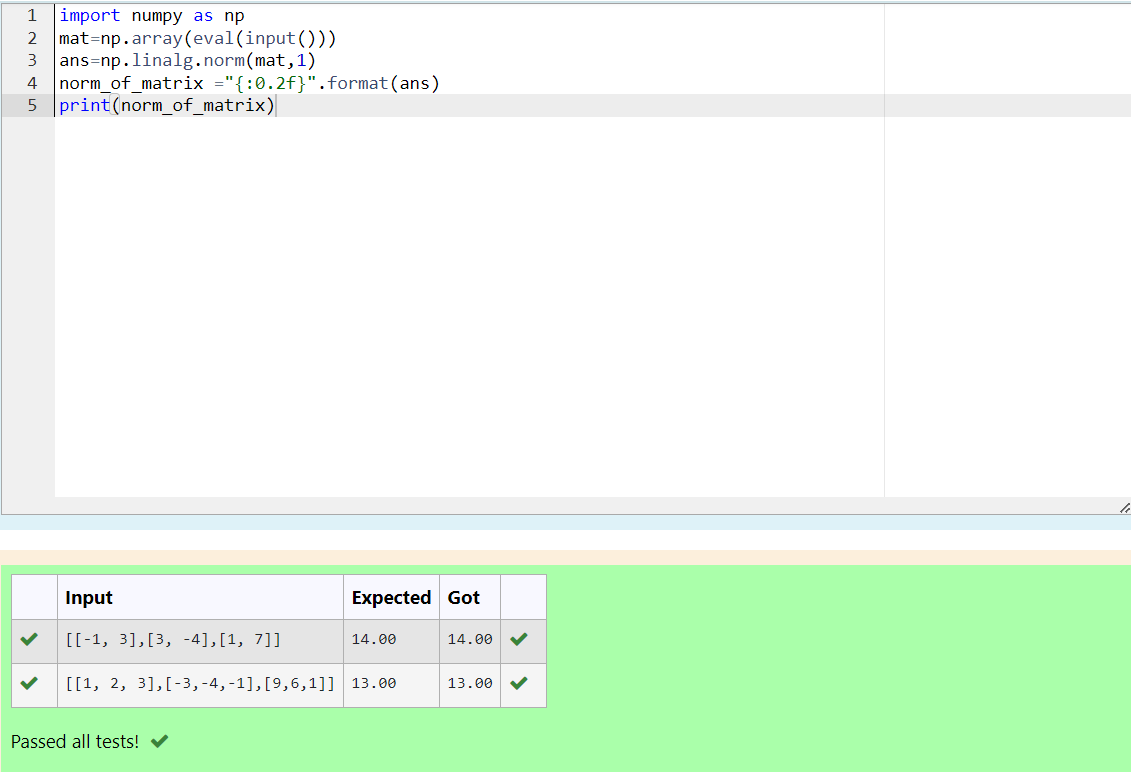 1 import numpy as np
2 mat=np.array(eval(input()))
3 ans=np.linalg.norm(mat,1)
4 norm_of_matrix ="{:0.2f}".format(ans)
5 print(norm_of_matrix)
Input Expected Got
[[-1, 3],[3, -4],[1, 7]] 14.00 14.00
[[1, 2, 3],[-3,-4,-1],[9,6,1]] 13.00 13.00
Passed all tests!